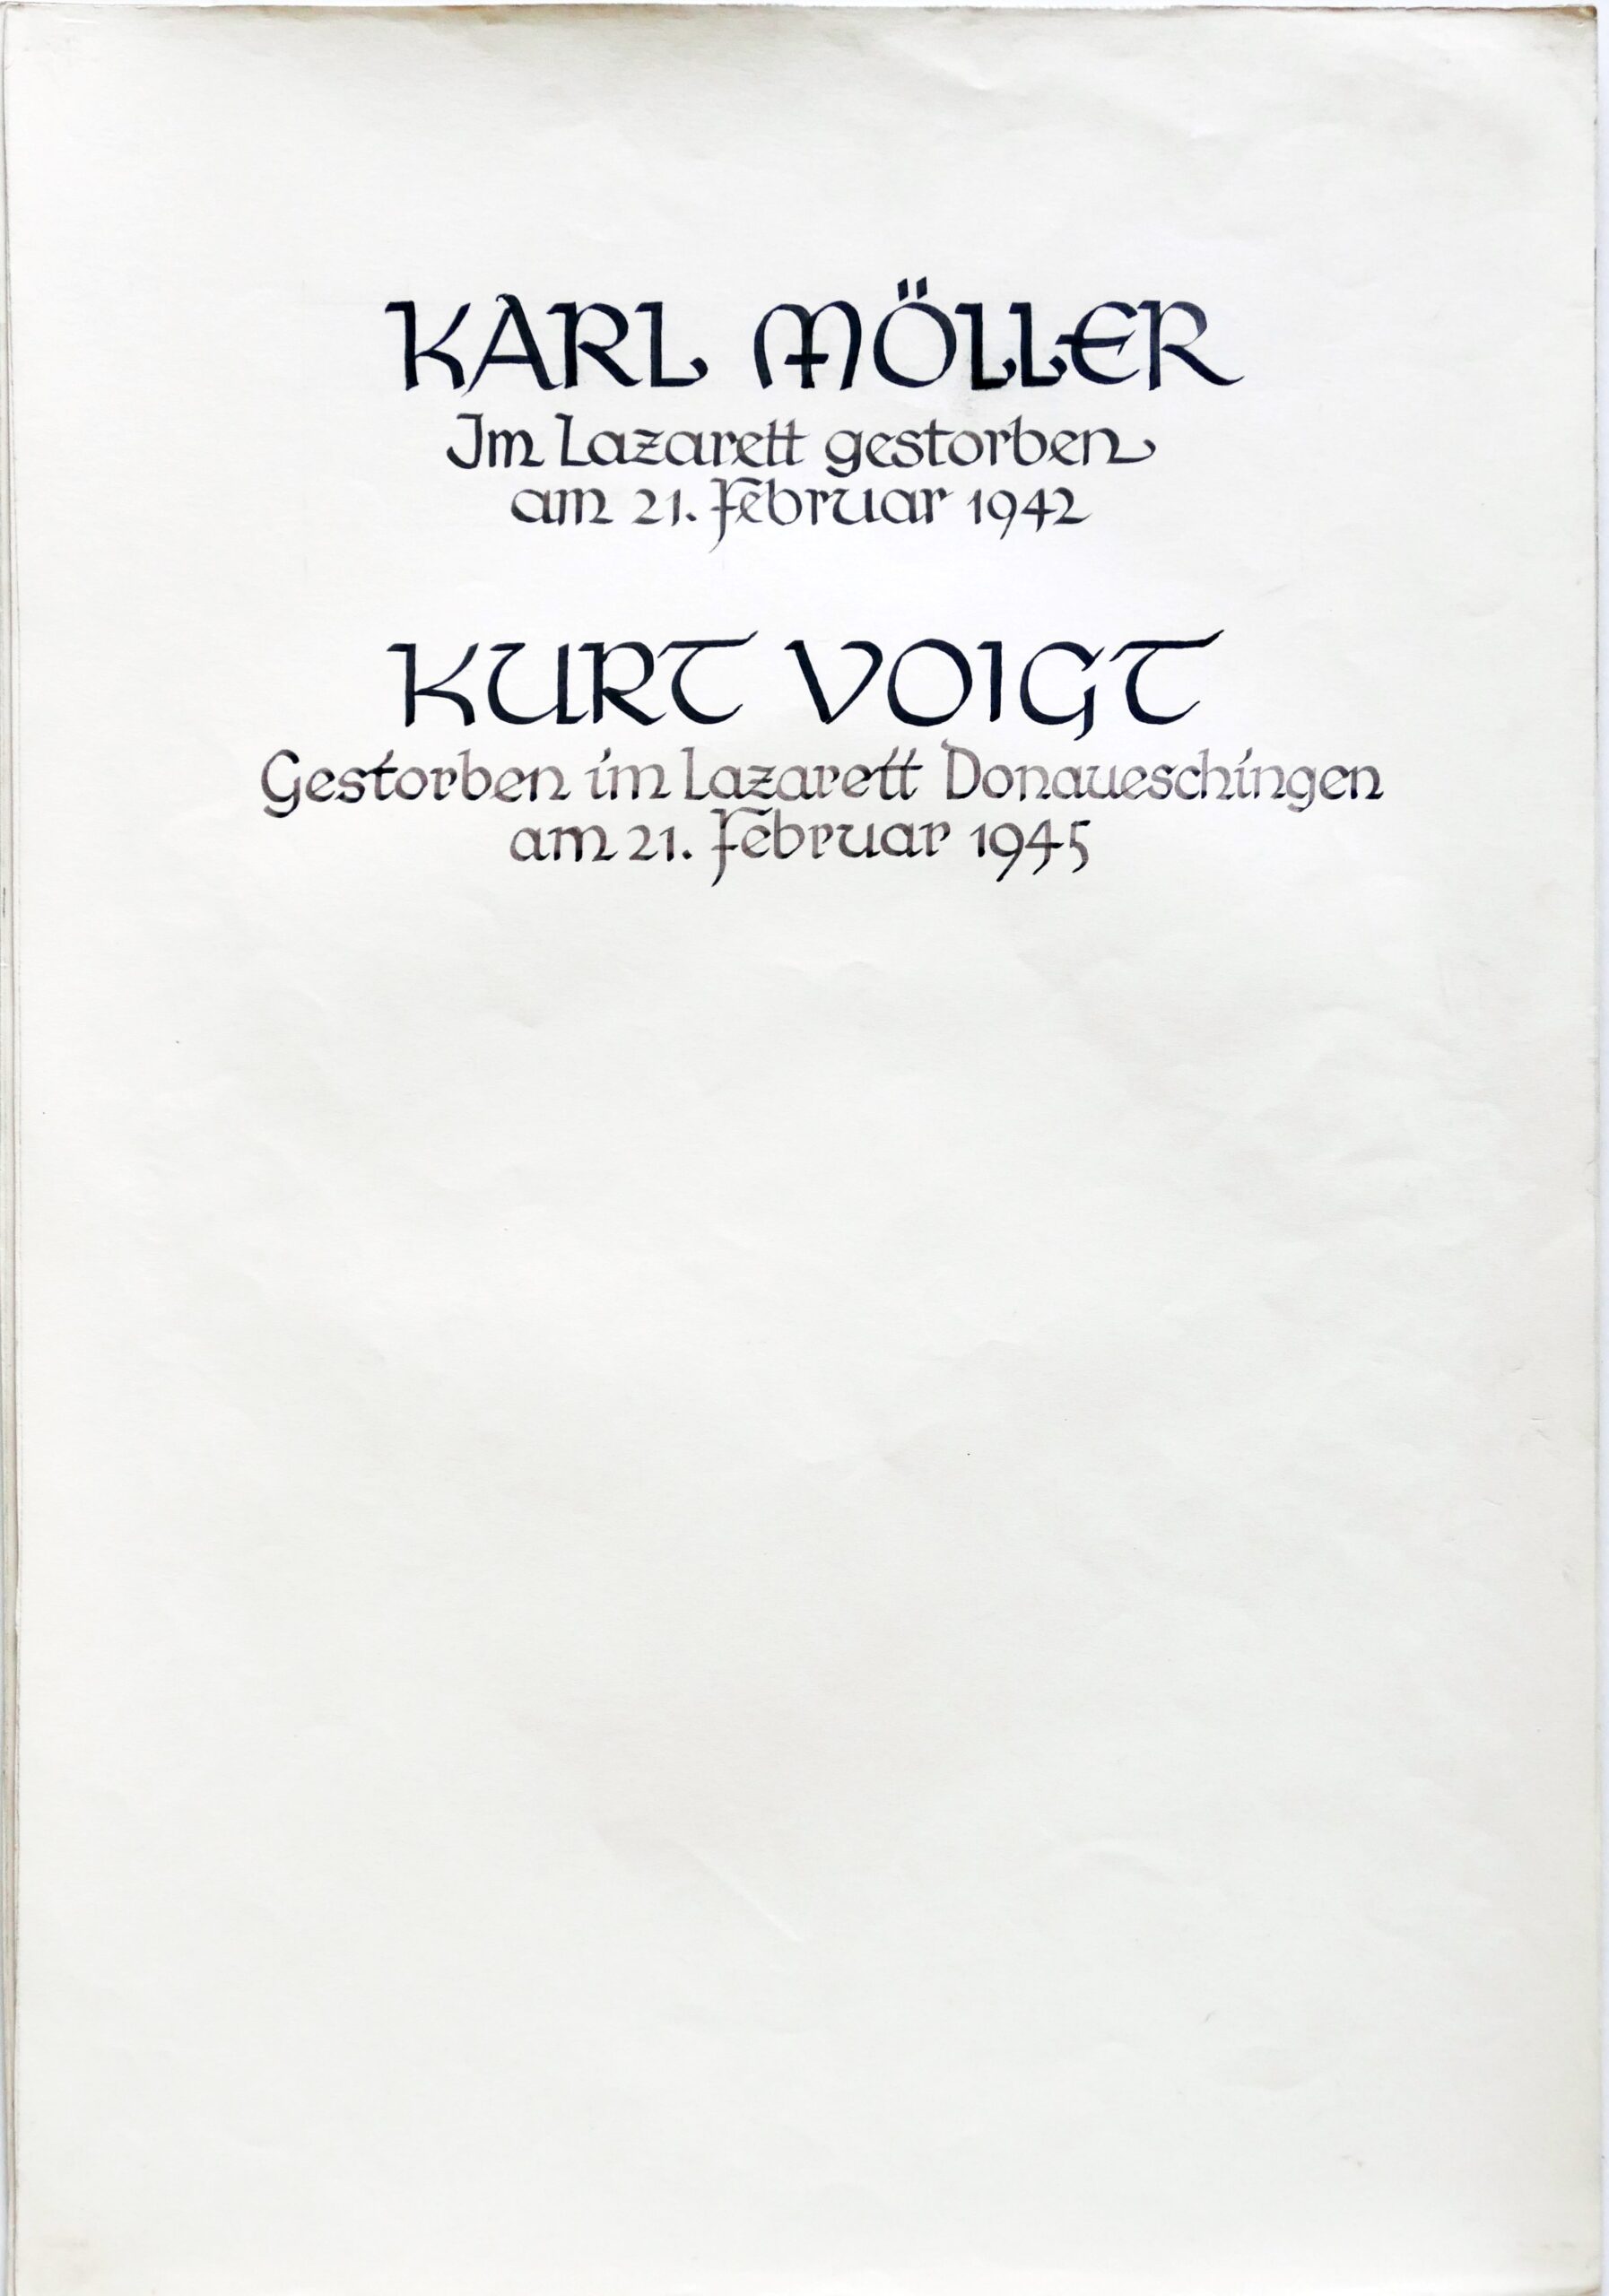 KARL MÖLLER
Im Lazarett gestorben
am 21. Februar 1942
KURT VOIGT
Gestorben im Lazarett Donaueschingen
am 21. Februar 1945